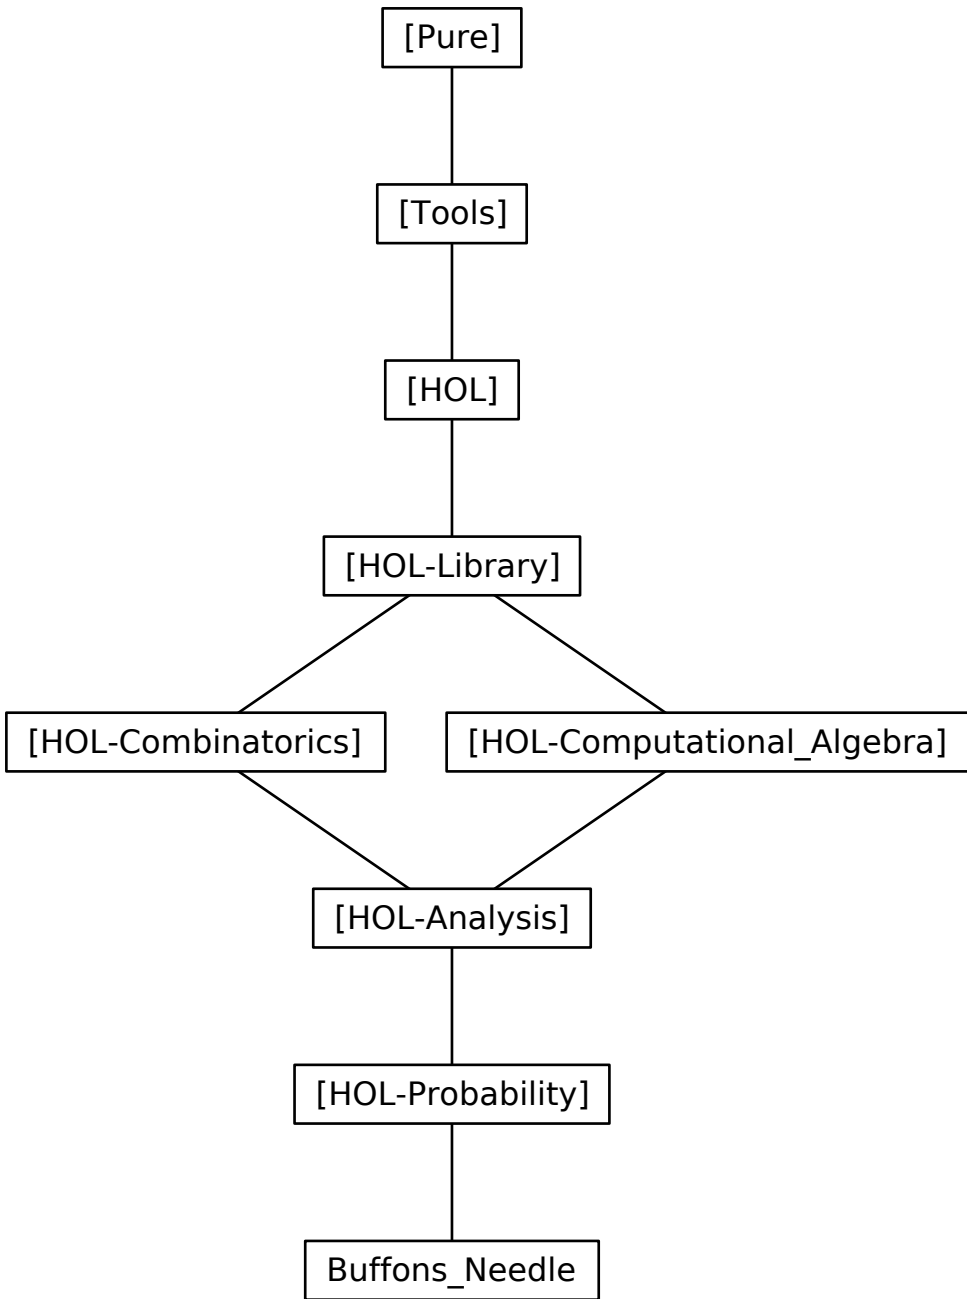 [Pure]
[Tools]
[HOL]
[HOL-Library]
[HOL-Combinatorics]
[HOL-Computational_Algebra]
[HOL-Analysis]
[HOL-Probability]
Buffons_Needle